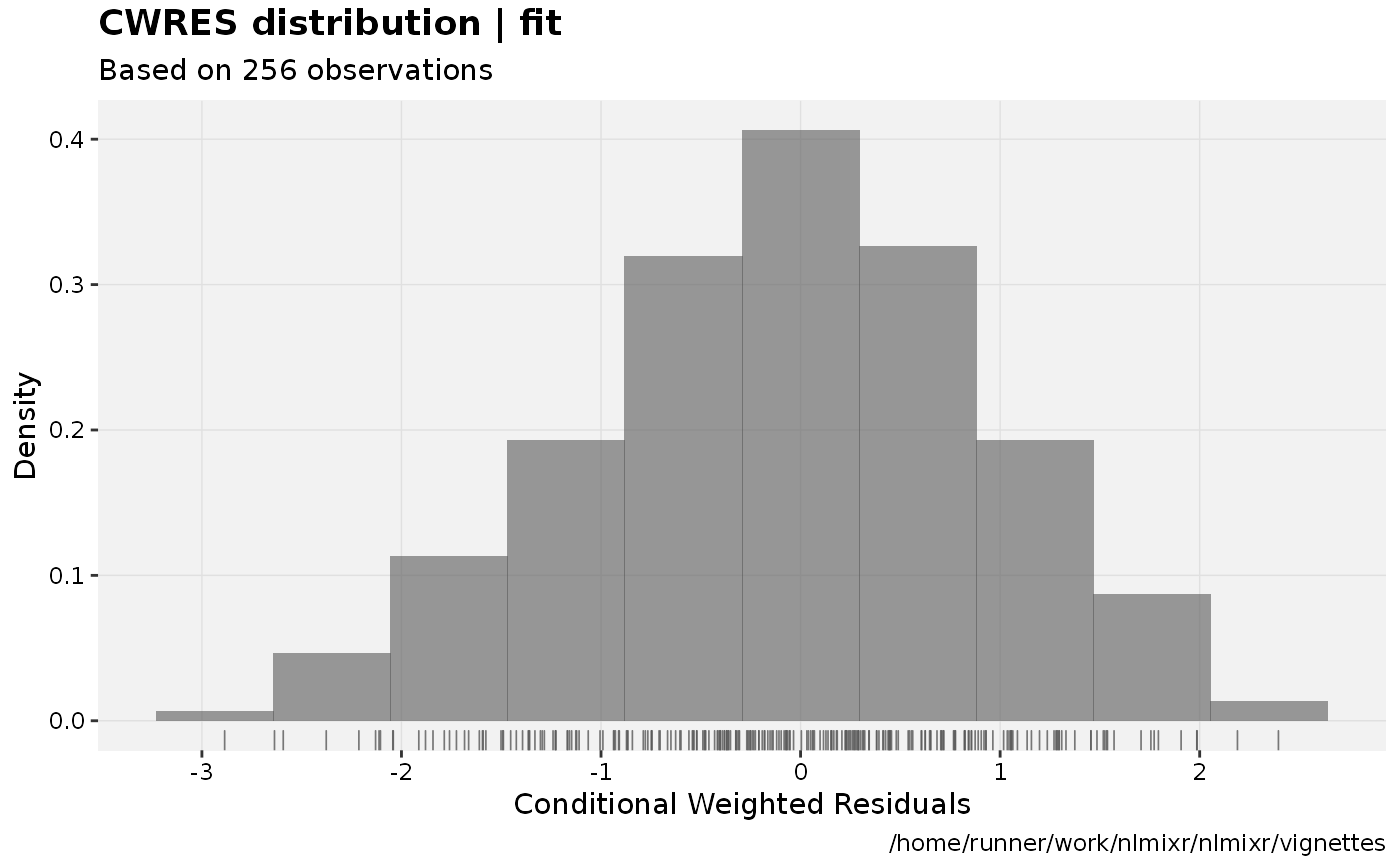 CWRES distribution | fit
Based on 256 observations
Density
0.4
0.3
0.2
0.1
0.0
-3 -2 -1 0 1 2
Conditional Weighted Residuals
/home/runner/work/nlmixr/nlmixr/vignettes